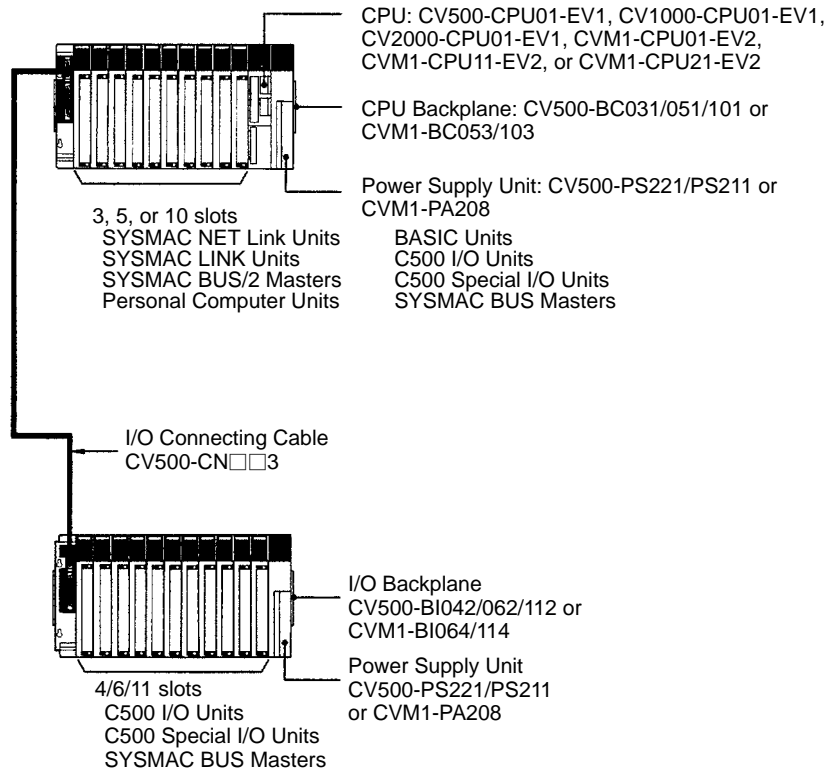 CPU: CV500-CPU01-EV1, CV1000-CPU01-EV1,
CV2000-CPU01-EV1, CVM1-CPU01-EV2,
CVM1-CPU11-EV2, or CVM1-CPU21-EV2
CPU Backplane: CV500-BC031/051/101 or
CVM1-BC053/103
Power Supply Unit: CV500-PS221/PS211 or
CVM1-PA208
3, 5, or 10 slots
SYSMAC NET Link Units
SYSMAC LINK Units
SYSMAC BUS/2 Masters
Personal Computer Units
BASIC Units
C500 I/O Units
C500 Special I/O Units
SYSMAC BUS Masters
I/O Connecting Cable
CV500-CN□□3
I/O Backplane
CV500-BI042/062/112 or
CVM1-BI064/114
Power Supply Unit
CV500-PS221/PS211
or CVM1-PA208
4/6/11 slots
C500 I/O Units
C500 Special I/O Units
SYSMAC BUS Masters